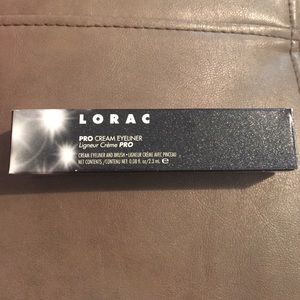 LORAC
PRO CREAM EYELINER
Ligneur Crème PRO
CREAM EYELINER AND BRUSH • LIGNEUR CRÈME AVEC PINCEAU
NET CONTENTS / CONTENU NET 0.08 fl. oz/2.3 mL ℮